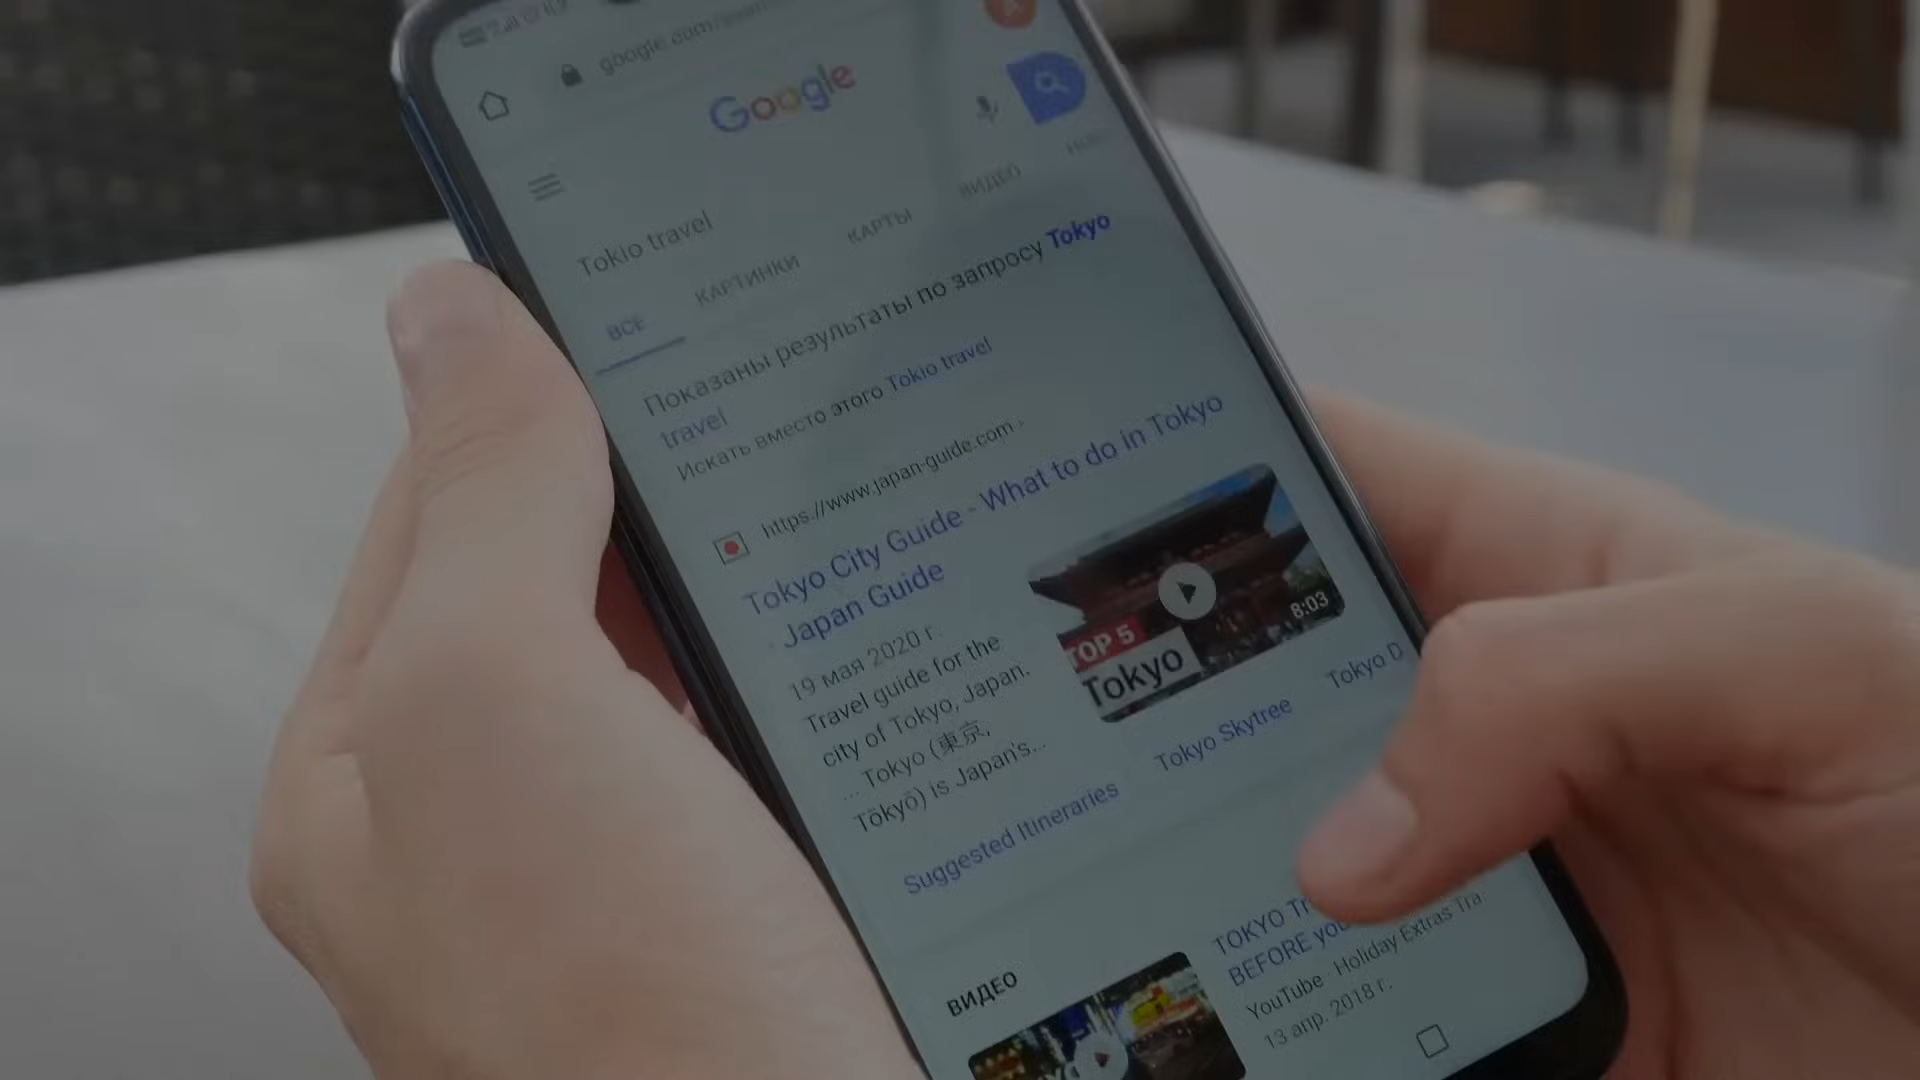 google.com/
Google
Tokio travel
ВСЕ
КАРТИНКИ
КАРТЫ
ВИДЕО
Показаны результаты по запросу Tokyo
travel
Искать вместо этого Tokio travel
https://www.japan-guide.com ›
Tokyo City Guide - What to do in Tokyo
- Japan Guide
19 мая 2020 г.
Travel guide for the
city of Tokyo, Japan.
... Tokyo (東京,
Tōkyō) is Japan's...
TOP 5
Tokyo
8:03
Suggested Itineraries
Tokyo Skytree
Tokyo D
ВИДЕО
TOKYO Tr
BEFORE you
YouTube · Holiday Extras Tra
13 апр. 2018 г.